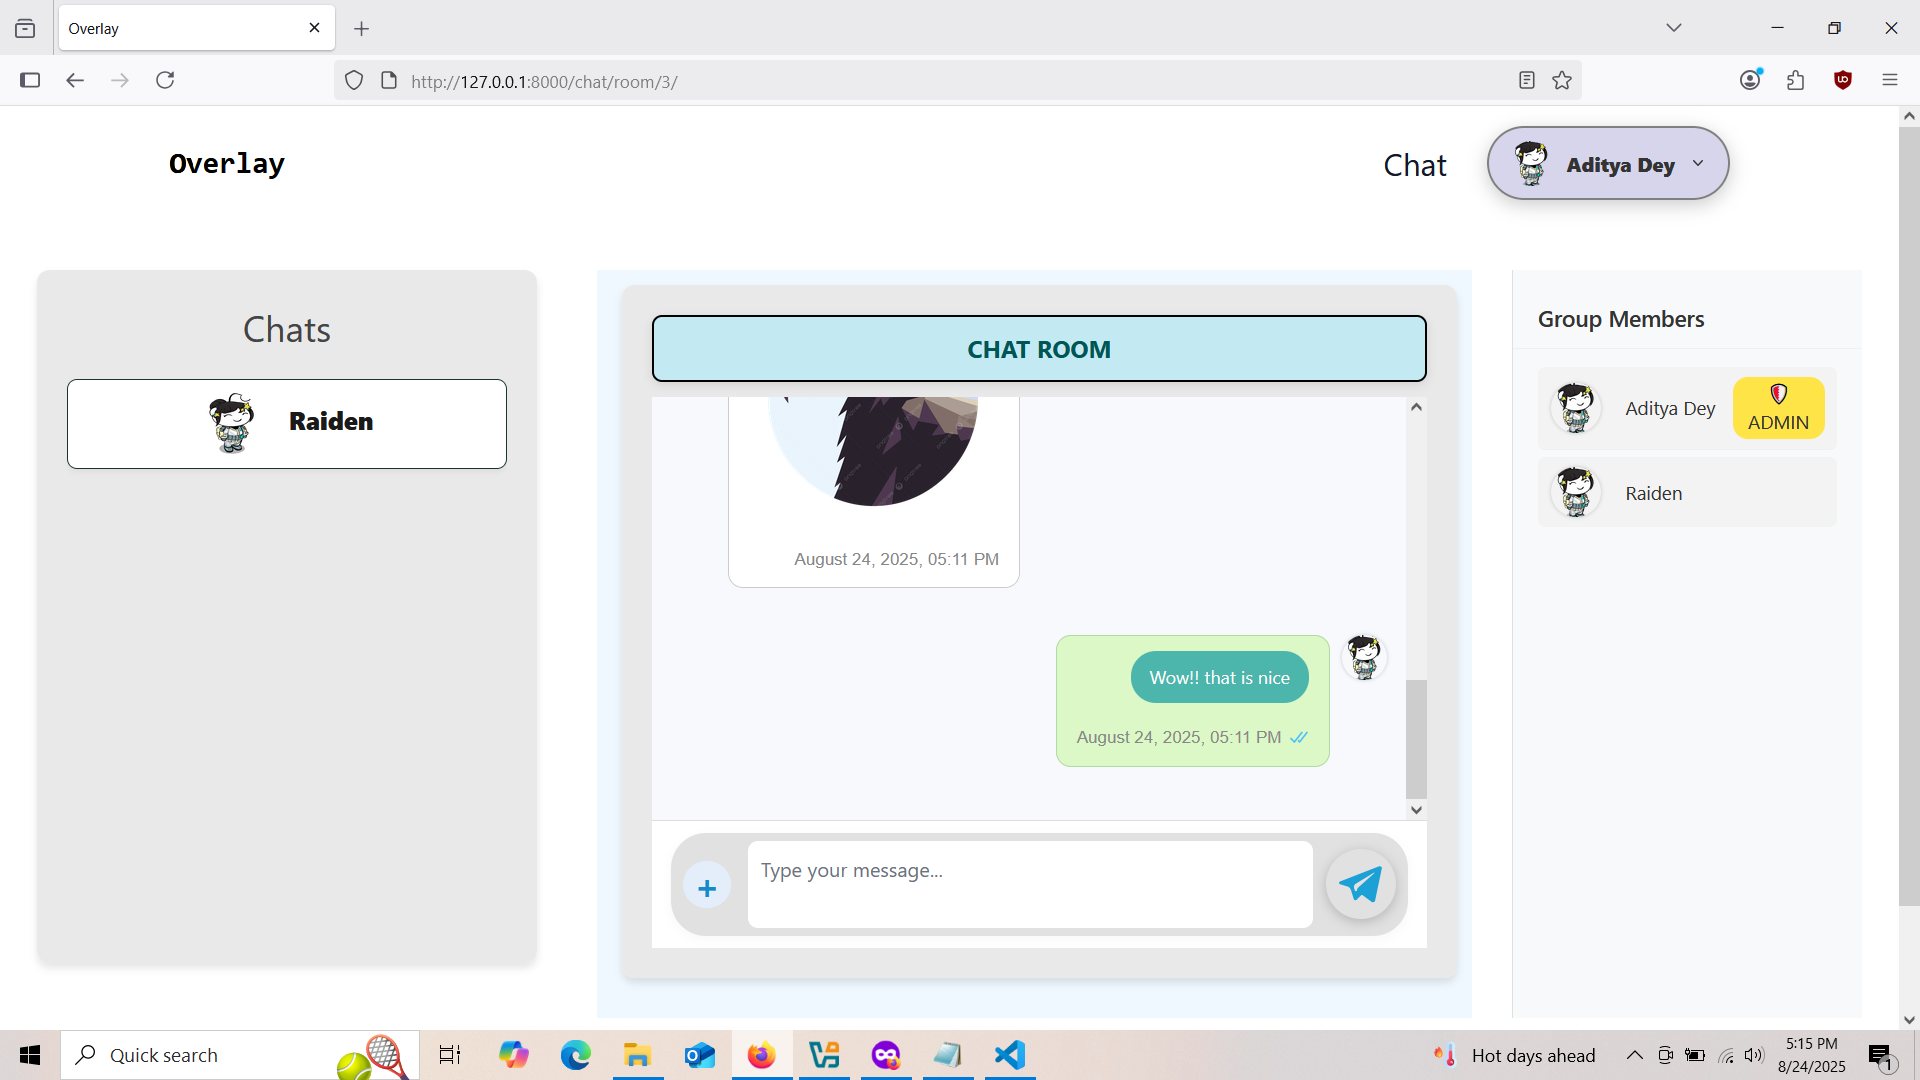 Overlay
http://127.0.0.1:8000/chat/room/3/
Overlay
Chat
Aditya Dey
Chats
Raiden
CHAT ROOM
August 24, 2025, 05:11 PM
Wow!! that is nice
August 24, 2025, 05:11 PM
Type your message...
Group Members
Aditya Dey
ADMIN
Raiden
Quick search
Hot days ahead
5:15 PM
8/24/2025
1